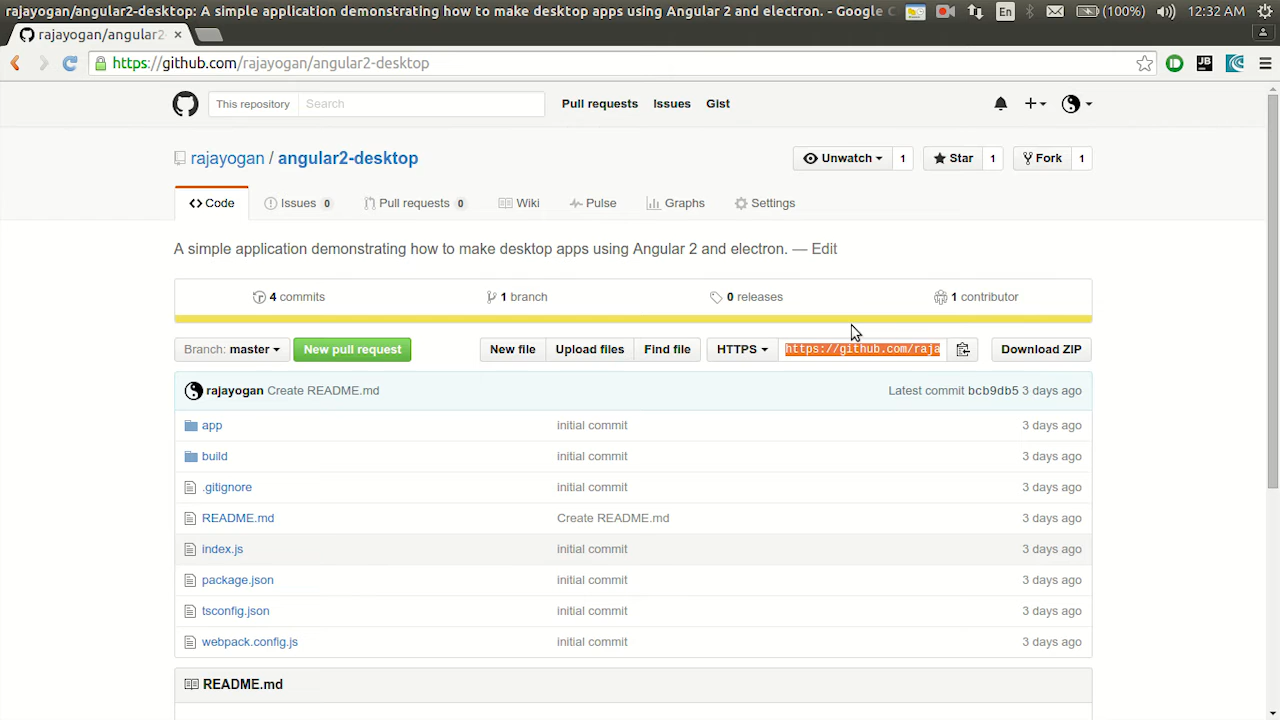 rajayogan/angular2-desktop: A simple application demonstrating how to make desktop apps using Angular 2 and electron. - Google C
En (100%) 12:32 AM
rajayogan/angular2-
https://github.com/rajayogan/angular2-desktop
JB
This repository Search Pull requests Issues Gist
rajayogan / angular2-desktop Unwatch 1 Star 1 Fork 1
Code Issues 0 Pull requests 0 Wiki Pulse Graphs Settings
A simple application demonstrating how to make desktop apps using Angular 2 and electron. — Edit
4 commits 1 branch 0 releases 1 contributor
Branch: master New pull request New file Upload files Find file HTTPS https://github.com/raja Download ZIP
rajayogan Create README.md Latest commit bcb9db5 3 days ago
app initial commit 3 days ago
build initial commit 3 days ago
.gitignore initial commit 3 days ago
README.md Create README.md 3 days ago
index.js initial commit 3 days ago
package.json initial commit 3 days ago
tsconfig.json initial commit 3 days ago
webpack.config.js initial commit 3 days ago
README.md